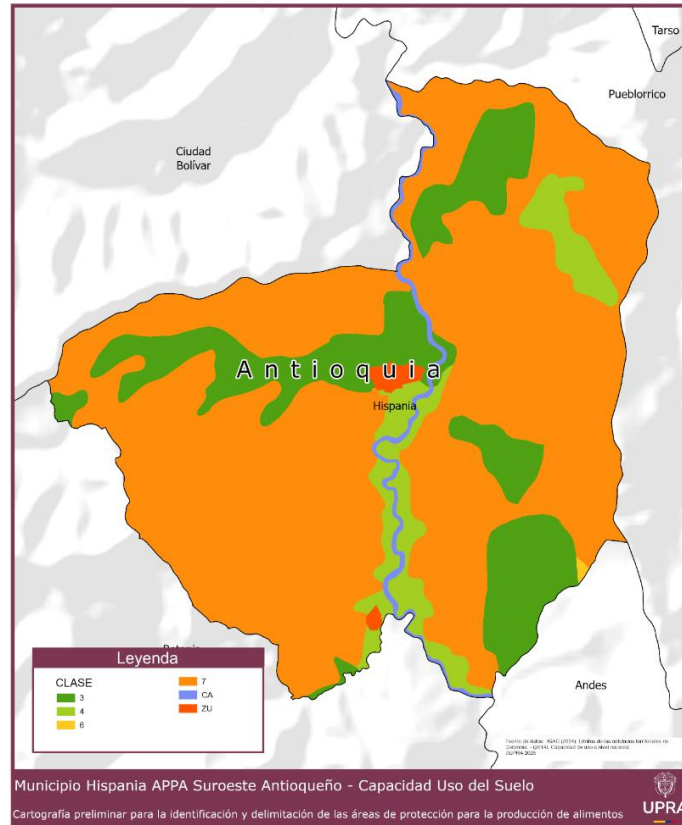 Tarso
Pueblorrico
Ciudad
Bolívar
Antioquia
Hispania
Andes
Leyenda
CLASE
3
4
6
7
CA
ZU
Municipio Hispania APPA Suroeste Antioqueño - Capacidad Uso del Suelo
Cartografía preliminar para la identificación y delimitación de las áreas de protección para la producción de alimentos
UPRA